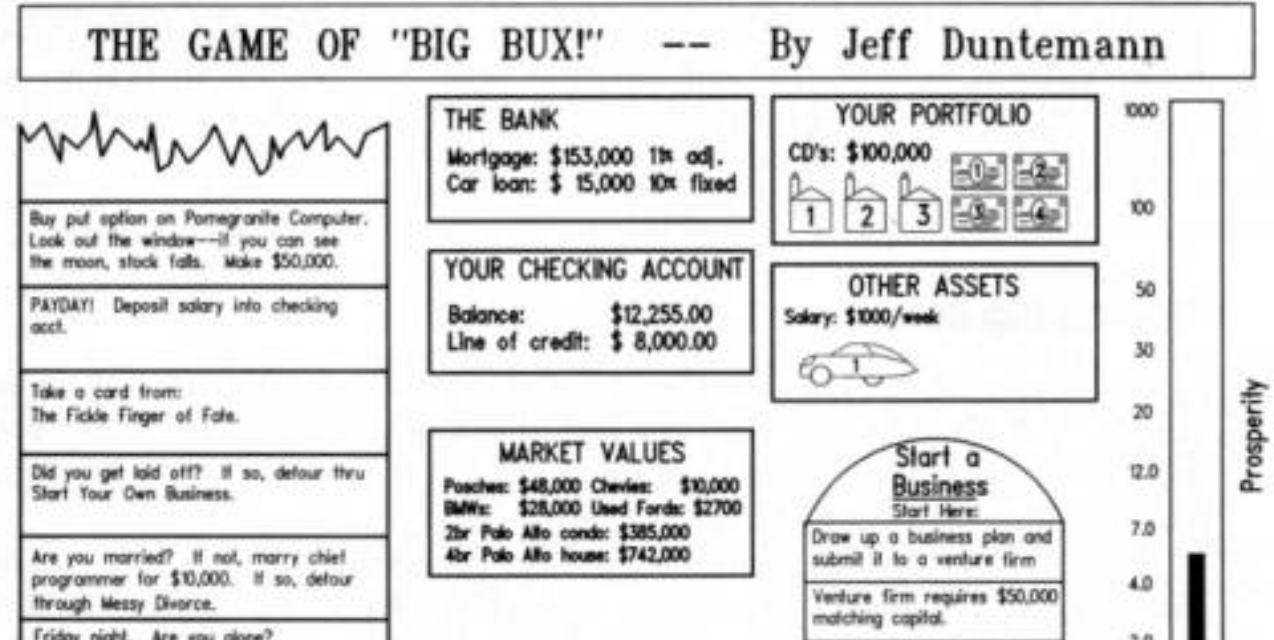 THE GAME OF "BIG BUX!" -- By Jeff Duntemann
Buy put option on Pomegranite Computer.
Look out the window--if you can see
the moon, stock falls. Make $50,000.
PAYDAY! Deposit salary into checking
acct.
Take a card from:
The Fickle Finger of Fate.
Did you get laid off? If so, detour thru
Start Your Own Business.
Are you married? If not, marry chief
programmer for $10,000. If so, detour
through Messy Divorce.
Friday night. Are you alone?
THE BANK
Mortgage: $153,000 11% adj.
Car loan: $ 15,000 10% fixed
YOUR CHECKING ACCOUNT
Balance: $12,255.00
Line of credit: $ 8,000.00
MARKET VALUES
Posches: $48,000 Chevies: $10,000
BMWs: $28,000 Used Fords: $2700
2br Palo Alto condo: $385,000
4br Palo Alto house: $742,000
YOUR PORTFOLIO
CD's: $100,000
1 2
1 2 3
3 4
OTHER ASSETS
Salary: $1000/week
1
Start a
Business
Start Here:
Draw up a business plan and
submit it to a venture firm
Venture firm requires $50,000
matching capital.
1000
100
50
30
20
12.0
7.0
4.0
Prosperity